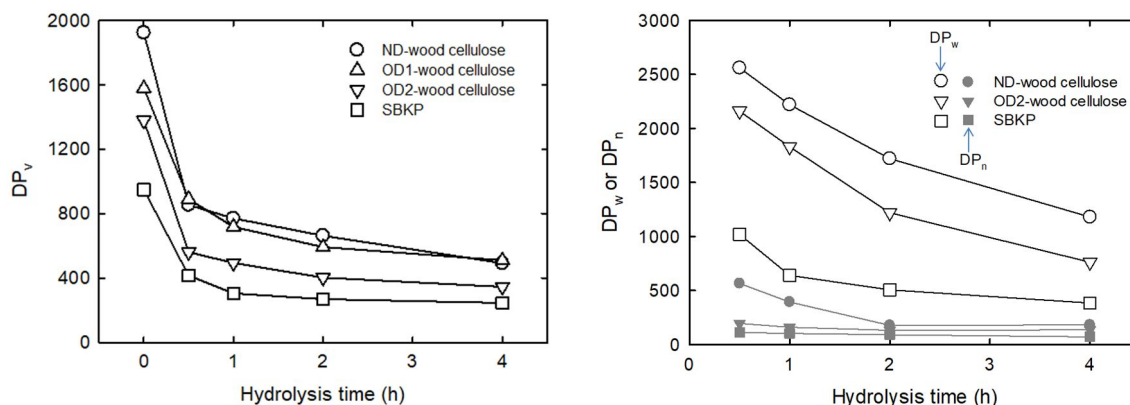 2000
1600
1200
800
400
0
DPv
0 1 2 3 4
Hydrolysis time (h)
ND-wood cellulose
OD1-wood cellulose
OD2-wood cellulose
SBKP
3000
2500
2000
1500
1000
500
0
DPw or DPn
0 1 2 3 4
Hydrolysis time (h)
DPw
ND-wood cellulose
OD2-wood cellulose
SBKP
DPn